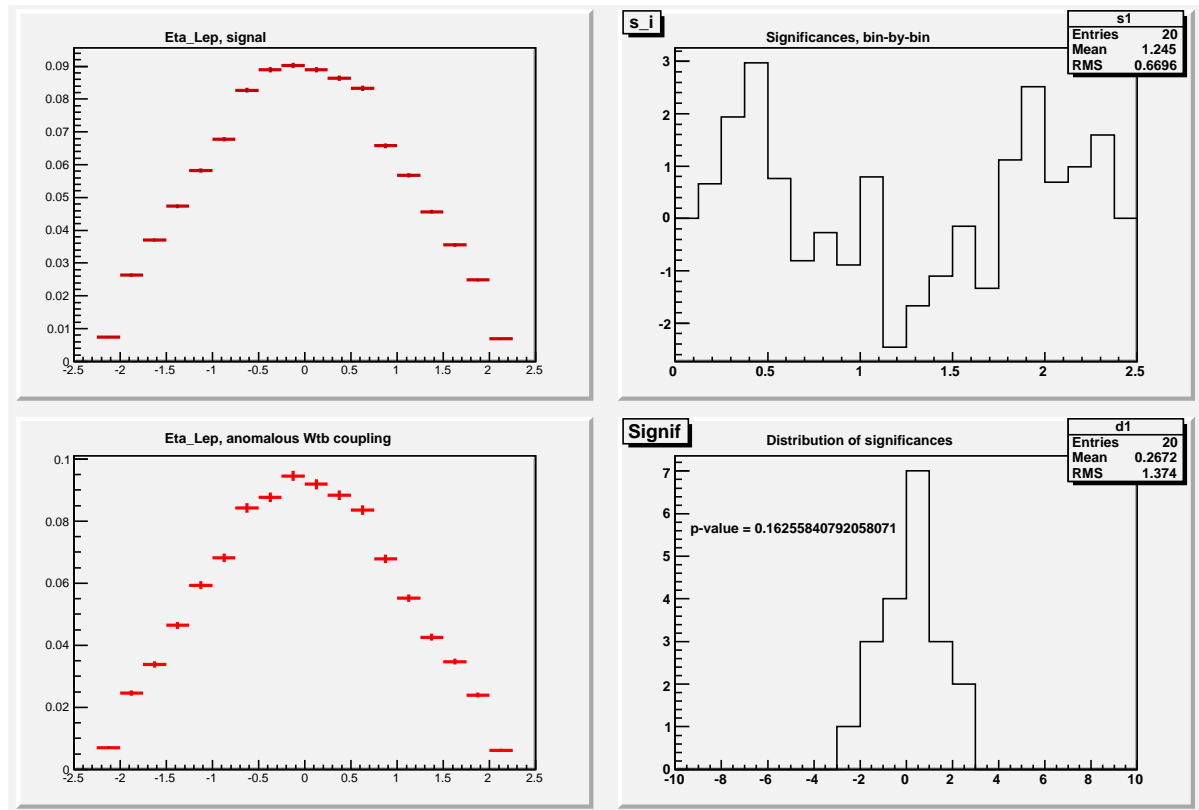 Eta_Lep, signal
0.09
0.08
0.07
0.06
0.05
0.04
0.03
0.02
0.01
0
-2.5 -2 -1.5 -1 -0.5 0 0.5 1 1.5 2 2.5
s_i
Significances, bin-by-bin
s1
Entries 20
Mean 1.245
RMS 0.6696
3
2
1
0
-1
-2
0 0.5 1 1.5 2 2.5
Eta_Lep, anomalous Wtb coupling
0.1
0.08
0.06
0.04
0.02
0
-2.5 -2 -1.5 -1 -0.5 0 0.5 1 1.5 2 2.5
Signif
Distribution of significances
d1
Entries 20
Mean 0.2672
RMS 1.374
7
6
p-value = 0.16255840792058071
5
4
3
2
1
0
-10 -8 -6 -4 -2 0 2 4 6 8 10